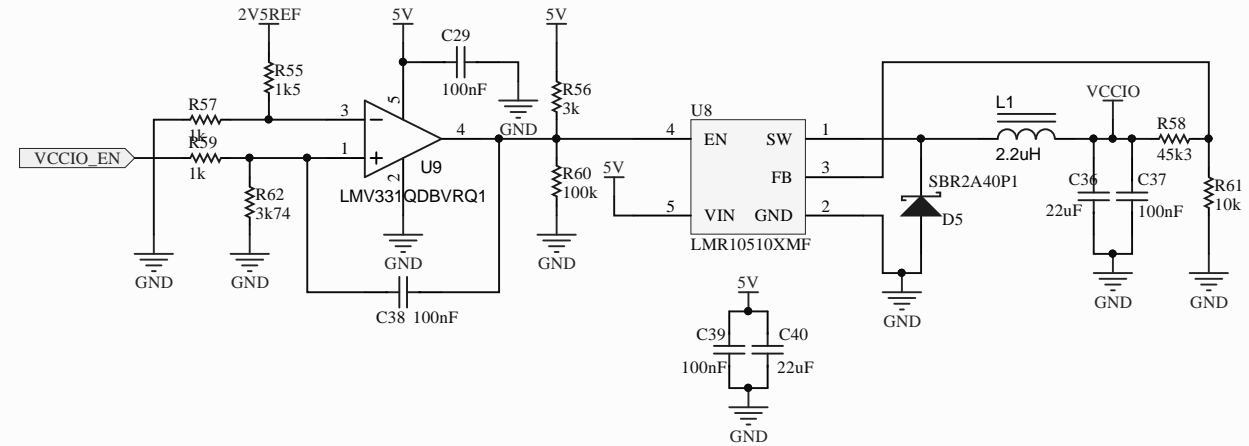 2V5REF
5V
C29
100nF
GND
5V
R55
1k5
R56
3k
R57
1k
R59
1k
VCCIO_EN
R62
3k74
3
1
5
2
4
U9
LMV331QDBVRQ1
R60
100k
GND
GND
GND
GND
C38 100nF
U8
4 EN SW 1
FB 3
5V
5 VIN GND 2
LMR10510XMF
SBR2A40P1
D5
GND
L1
2.2uH
VCCIO
R58
45k3
C36
22uF
C37
100nF
R61
10k
GND
GND
5V
C39
100nF
C40
22uF
GND